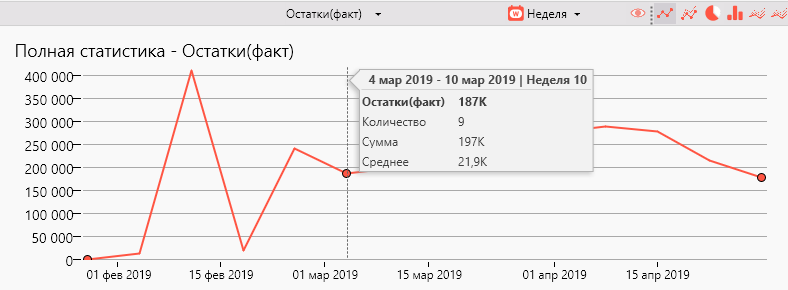 Остатки(факт) Неделя
Полная статистика - Остатки(факт)
400 000
350 000
300 000
250 000
200 000
150 000
100 000
50 000
0
4 мар 2019 - 10 мар 2019 | Неделя 10
Остатки(факт) 187K
Количество 9
Сумма 197K
Среднее 21,9K
01 фев 2019 15 фев 2019 01 мар 2019 15 мар 2019 01 апр 2019 15 апр 2019